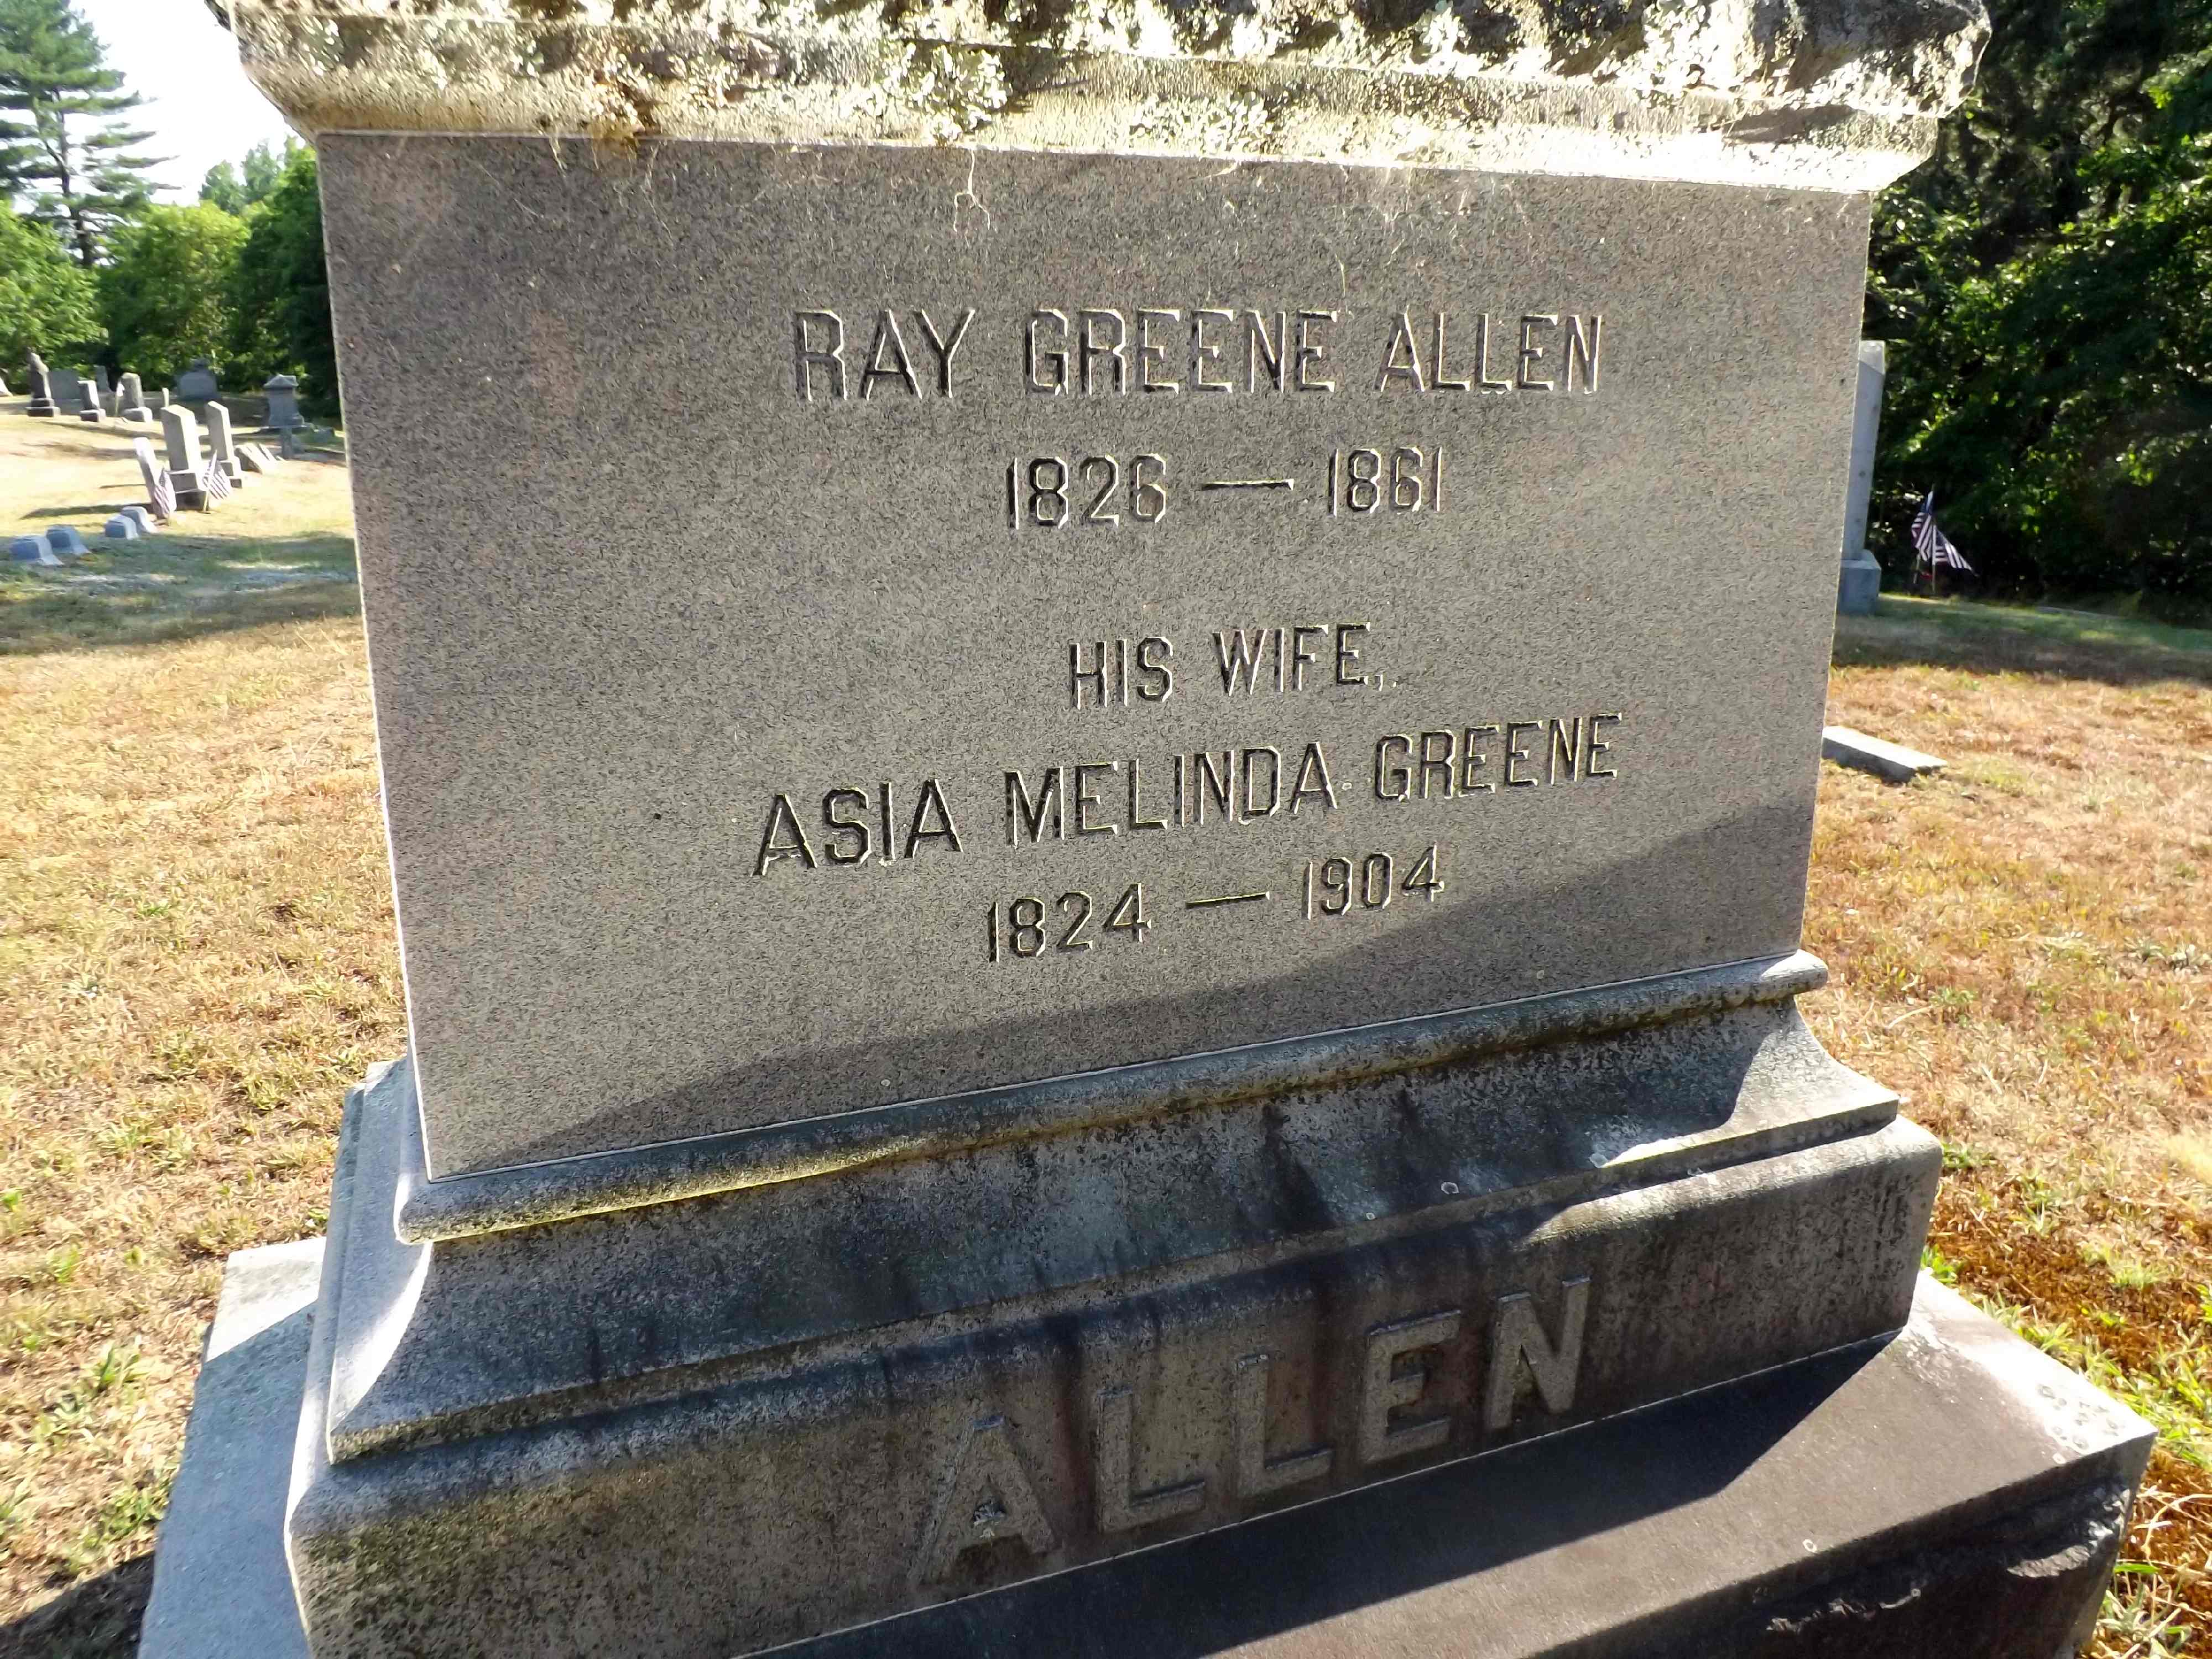 RAY GREENE ALLEN
1826 — 1861
HIS WIFE,
ASIA MELINDA GREENE
1824 — 1904
ALLEN